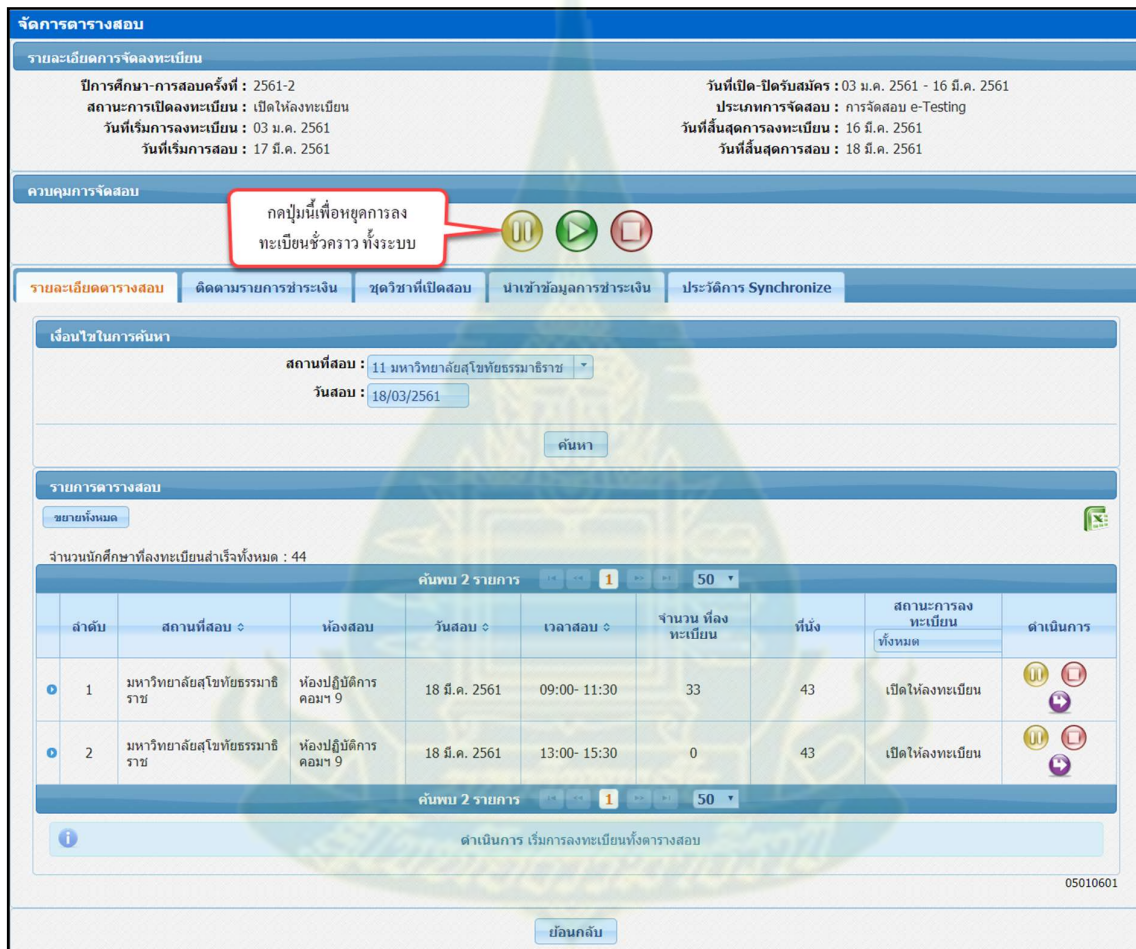 จัดการตารางสอบ
รายละเอียดการจัดลงทะเบียน
ปีการศึกษา-การสอบครั้งที่ : 2561-2
วันที่เปิด-ปิดรับสมัคร : 03 ม.ค. 2561 - 16 มี.ค. 2561
สถานะการเปิดลงทะเบียน : เปิดให้ลงทะเบียน
ประเภทการจัดสอบ : การจัดสอบ e-Testing
วันที่เริ่มการลงทะเบียน : 03 ม.ค. 2561
วันที่สิ้นสุดการลงทะเบียน : 16 มี.ค. 2561
วันที่เริ่มการสอบ : 17 มี.ค. 2561
วันที่สิ้นสุดการสอบ : 18 มี.ค. 2561
ควบคุมการจัดสอบ
กดปุ่มนี้เพื่อหยุดการลง
ทะเบียนชั่วคราว ทั้งระบบ
รายละเอียดตารางสอบ ติดตามรายการชำระเงิน ชุดวิชาที่เปิดสอบ นำเข้าข้อมูลการชำระเงิน ประวัติการ Synchronize
เงื่อนไขในการค้นหา
สถานที่สอบ : 11 มหาวิทยาลัยสุโขทัยธรรมาธิราช
วันสอบ : 18/03/2561
ค้นหา
รายการตารางสอบ
ขยายทั้งหมด
จำนวนนักศึกษาที่ลงทะเบียนสำเร็จทั้งหมด : 44
ค้นพบ 2 รายการ 1 50
ลำดับ สถานที่สอบ ห้องสอบ วันสอบ เวลาสอบ จำนวน ที่ลง
ทะเบียน ที่นั่ง สถานะการลง
ทะเบียน
ทั้งหมด ดำเนินการ
1 มหาวิทยาลัยสุโขทัยธรรมาธิ
ราช ห้องปฏิบัติการ
คอมฯ 9 18 มี.ค. 2561 09:00- 11:30 33 43 เปิดให้ลงทะเบียน
2 มหาวิทยาลัยสุโขทัยธรรมาธิ
ราช ห้องปฏิบัติการ
คอมฯ 9 18 มี.ค. 2561 13:00- 15:30 0 43 เปิดให้ลงทะเบียน
ค้นพบ 2 รายการ 1 50
ดำเนินการ เริ่มการลงทะเบียนทั้งตารางสอบ
05010601
ย้อนกลับ